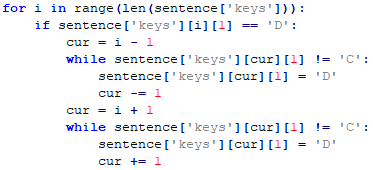 for i in range(len(sentence['keys'])):
    if sentence['keys'][i][1] == 'D':
        cur = i - 1
        while sentence['keys'][cur][1] != 'C':
            sentence['keys'][cur][1] = 'D'
            cur -= 1
        cur = i + 1
        while sentence['keys'][cur][1] != 'C':
            sentence['keys'][cur][1] = 'D'
            cur += 1